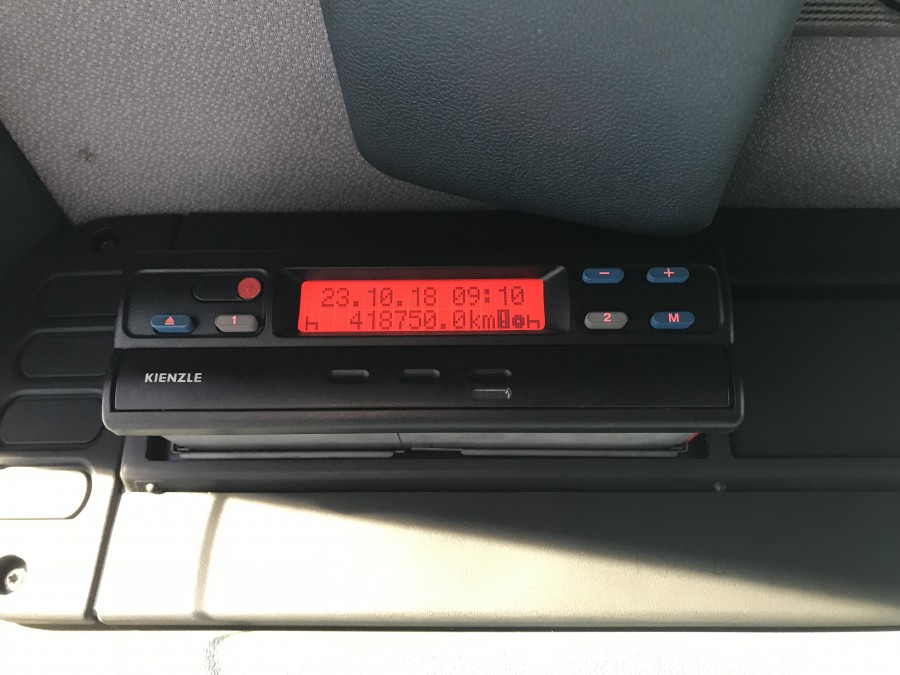 23.10.18 09:10
418750.0km
1
2
M
- +
KIENZLE